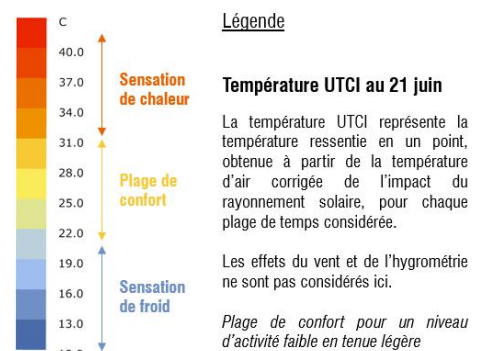 C
40.0
37.0
34.0
31.0
28.0
25.0
22.0
19.0
16.0
13.0
Sensation
de chaleur
Plage de
confort
Sensation
de froid
Légende
Température UTCI au 21 juin
La température UTCI représente la
température ressentie en un point,
obtenue à partir de la température
d'air corrigée de l'impact du
rayonnement solaire, pour chaque
plage de temps considérée.
Les effets du vent et de l'hygrométrie
ne sont pas considérés ici.
Plage de confort pour un niveau
d'activité faible en tenue légère